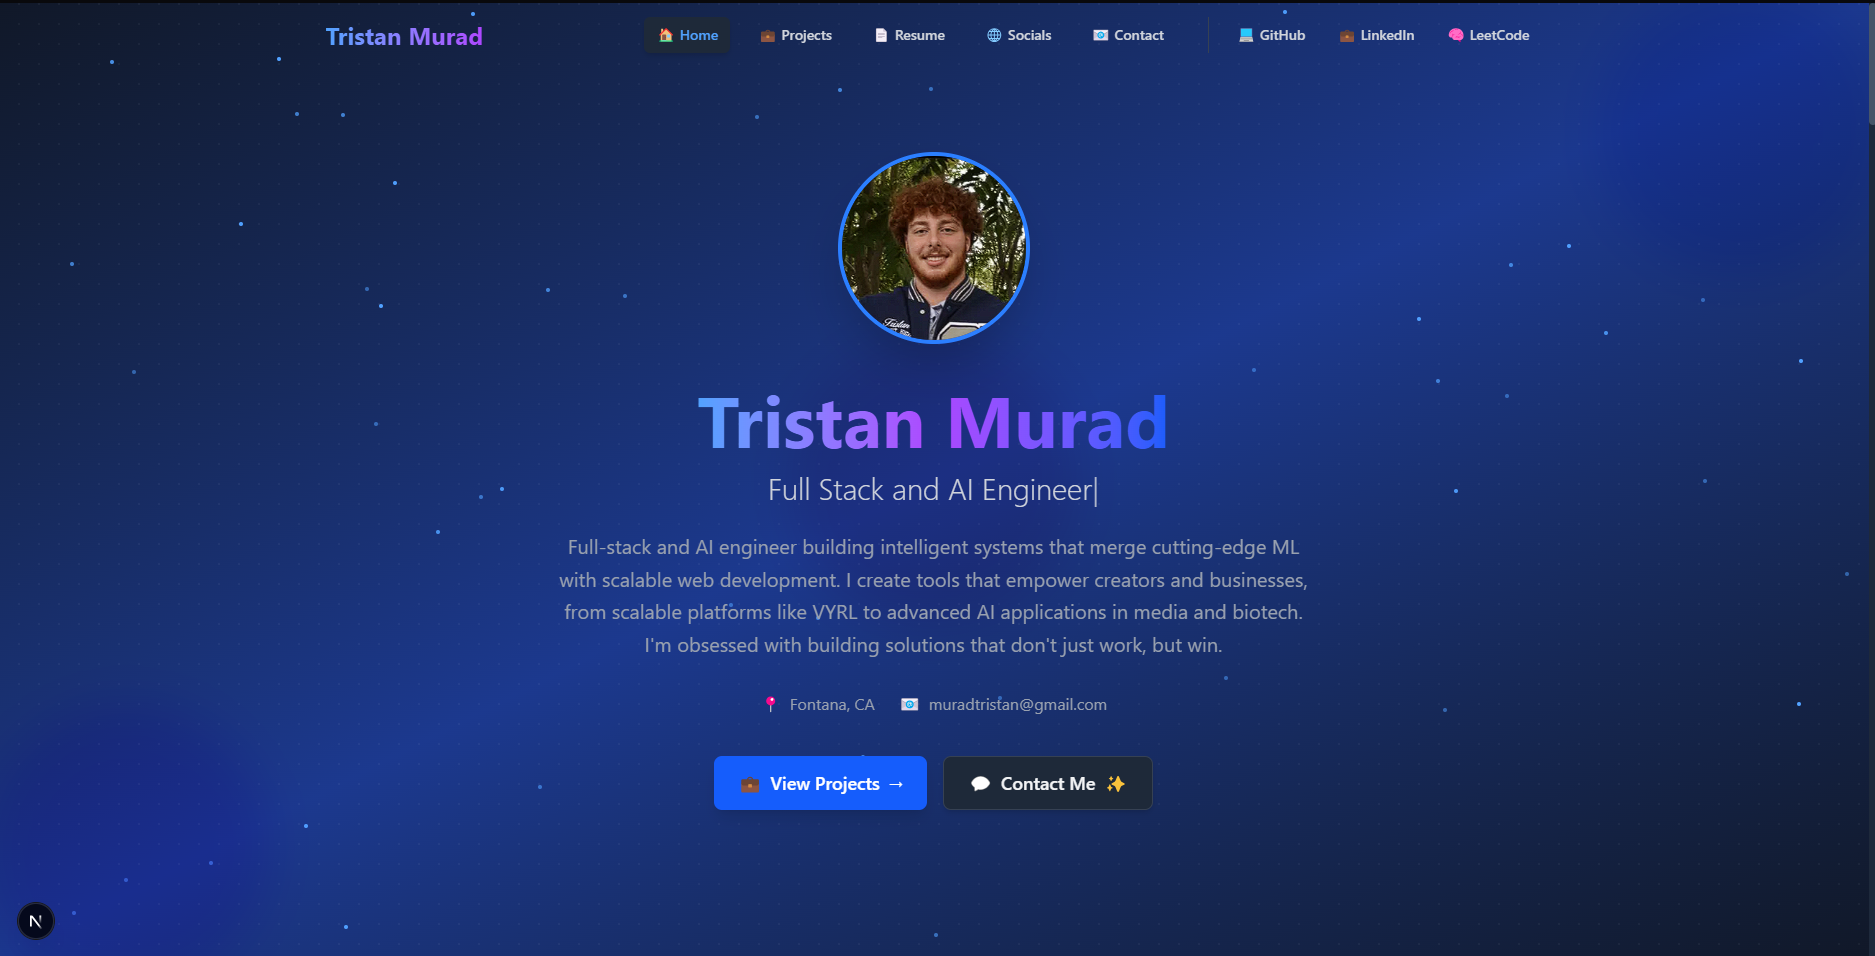 Tristan Murad
Home
Projects
Resume
Socials
Contact
GitHub
LinkedIn
LeetCode
Tristan
Tristan Murad
Full Stack and AI Engineer|
Full-stack and AI engineer building intelligent systems that merge cutting-edge ML
with scalable web development. I create tools that empower creators and businesses,
from scalable platforms like VYRL to advanced AI applications in media and biotech.
I'm obsessed with building solutions that don't just work, but win.
Fontana, CA
muradtristan@gmail.com
View Projects →
Contact Me
N